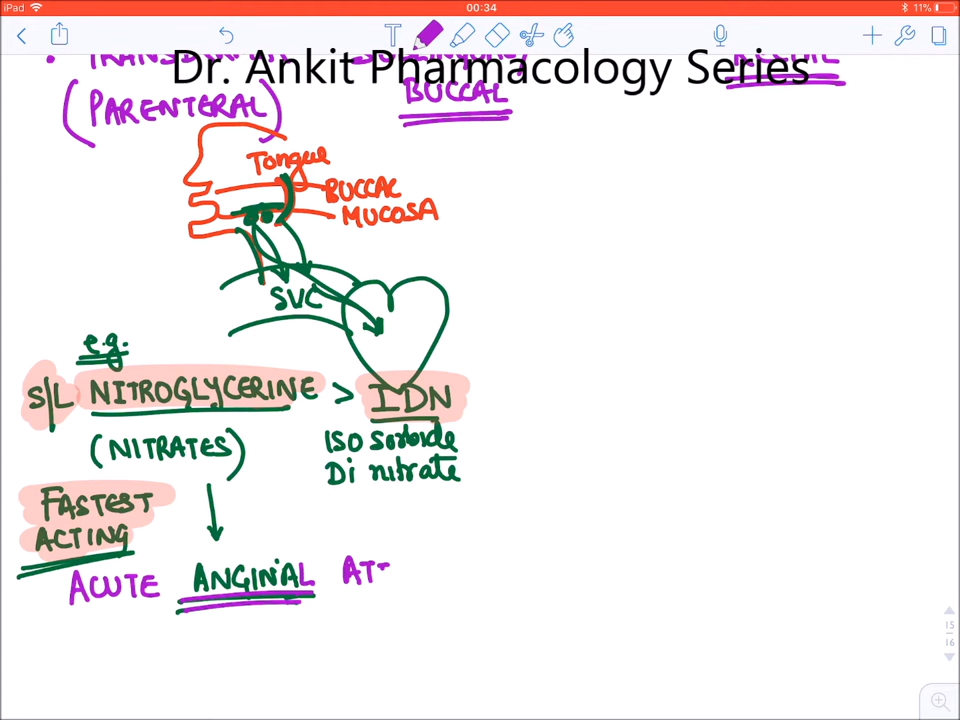 iPad 00:34 11%
T
Dr. Ankit Pharmacology Series
(PARENTERAL) BUCCAL
Tongue
BUCCAL
MUCOSA
SVC
e.g.
S/L NITROGLYCERINE > IDN
(NITRATES) ISO Sorbide
Di nitrate
FASTEST
ACTING
ACUTE ANGINAL AT
15
16